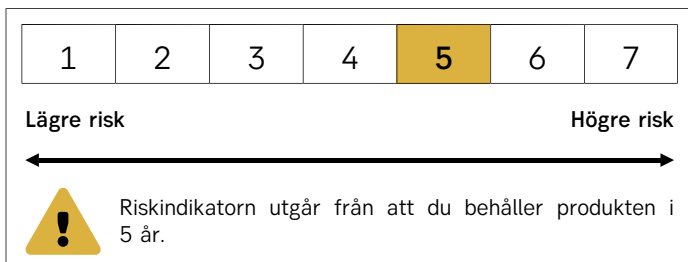 1 2 3 4 5 6 7
Lägre risk Högre risk
Riskindikatorn utgår från att du behåller produkten i
5 år.